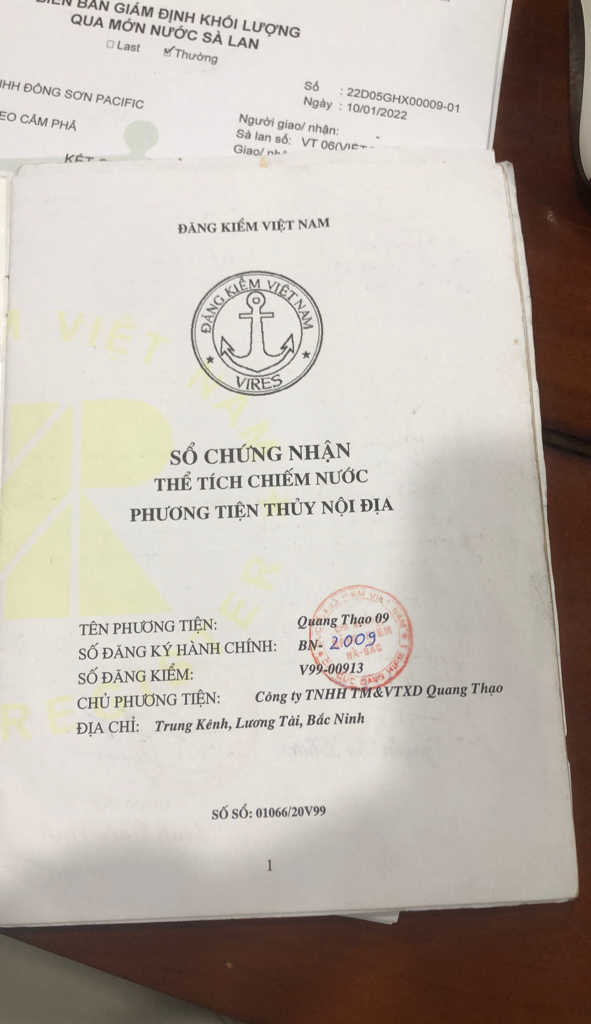 BIÊN BẢN GIÁM ĐỊNH KHỐI LƯỢNG
QUA MỚN NƯỚC SÀ LAN
Last Thường
Số : 22D05GHX00009-01
Ngày : 10/01/2022
ĐÔNG SƠN PACIFIC
CẨM PHẢ
Người giao/ nhận: -
Sà lan số: VT 06
Giao/
KẾT
ĐĂNG KIỂM VIỆT NAM
ĐĂNG KIỂM VIỆT NAM
VIRES
SỔ CHỨNG NHẬN
THỂ TÍCH CHIẾM NƯỚC
PHƯƠNG TIỆN THỦY NỘI ĐỊA
TÊN PHƯƠNG TIỆN: Quang Thạo 09
SỐ ĐĂNG KÝ HÀNH CHÍNH: BN- 2009
SỐ ĐĂNG KIỂM: V99-00913
CHỦ PHƯƠNG TIỆN: Công ty TNHH TM&VTXD Quang Thạo
ĐỊA CHỈ: Trung Kênh, Lương Tài, Bắc Ninh
SỐ SỔ: 01066/20V99
1